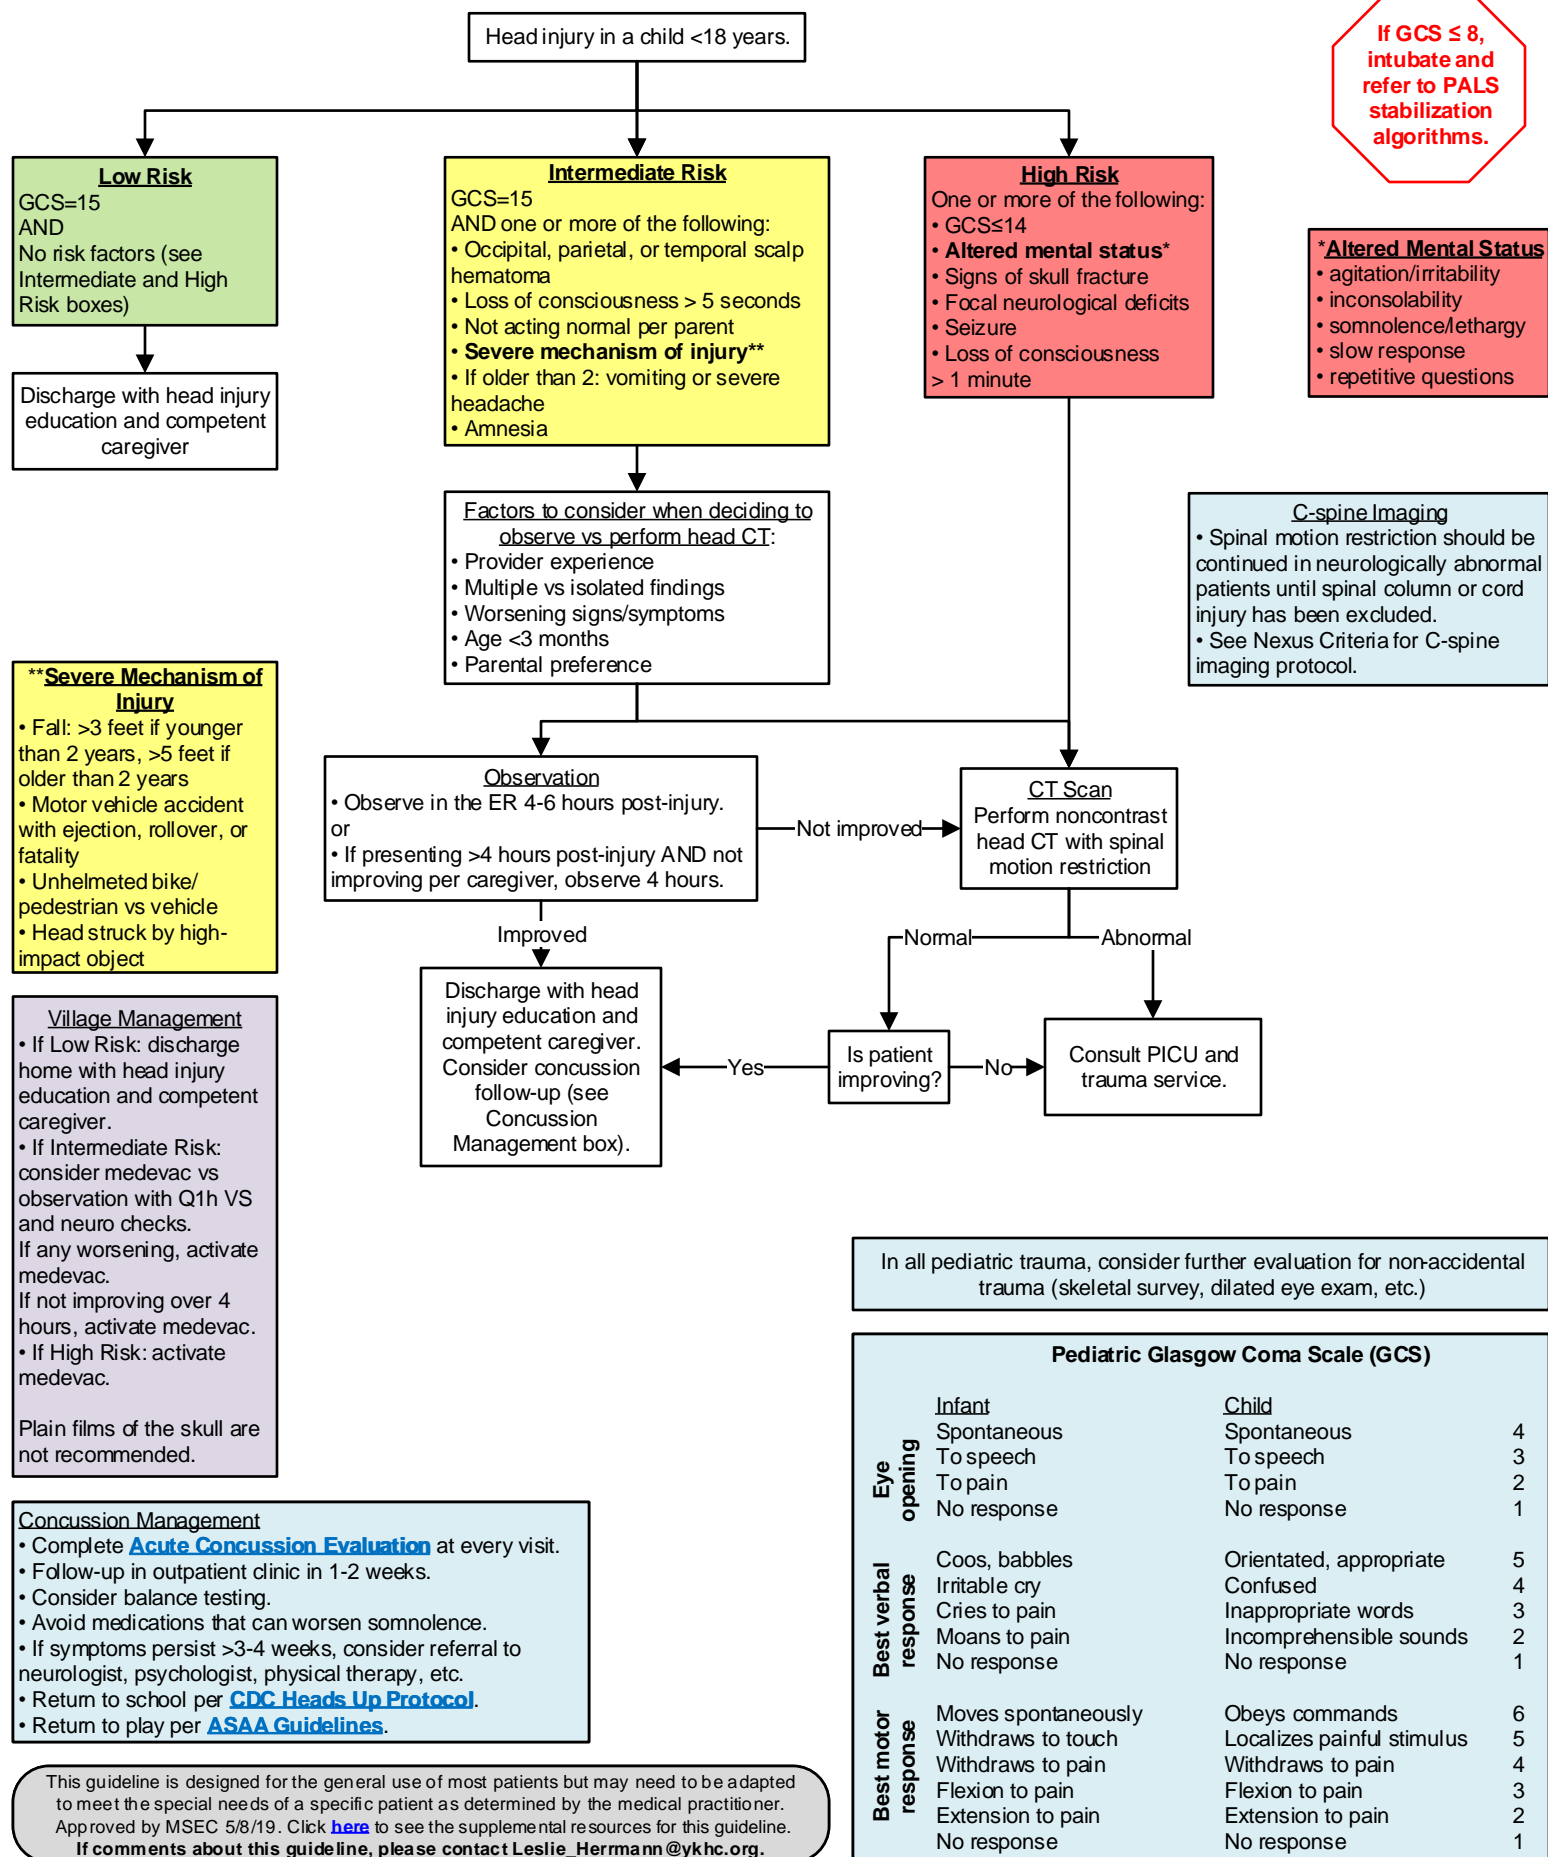 Head injury in a child <18 years.
If GCS ≤ 8,
intubate and
refer to PALS
stabilization
algorithms.
Low Risk
GCS=15
AND
No risk factors (see
Intermediate and High
Risk boxes)
Discharge with head injury
education and competent
caregiver
Intermediate Risk
GCS=15
AND one or more of the following:
• Occipital, parietal, or temporal scalp
hematoma
• Loss of consciousness > 5 seconds
• Not acting normal per parent
• Severe mechanism of injury**
• If older than 2: vomiting or severe
headache
• Amnesia
High Risk
One or more of the following:
• GCS≤14
• Altered mental status*
• Signs of skull fracture
• Focal neurological deficits
• Seizure
• Loss of consciousness
> 1 minute
*Altered Mental Status
• agitation/irritability
• inconsolability
• somnolence/lethargy
• slow response
• repetitive questions
Factors to consider when deciding to
observe vs perform head CT:
• Provider experience
• Multiple vs isolated findings
• Worsening signs/symptoms
• Age <3 months
• Parental preference
C-spine Imaging
• Spinal motion restriction should be
continued in neurologically abnormal
patients until spinal column or cord
injury has been excluded.
• See Nexus Criteria for C-spine
imaging protocol.
**Severe Mechanism of
Injury
• Fall: >3 feet if younger
than 2 years, >5 feet if
older than 2 years
• Motor vehicle accident
with ejection, rollover, or
fatality
• Unhelmeted bike/
pedestrian vs vehicle
• Head struck by high-
impact object
Observation
• Observe in the ER 4-6 hours post-injury.
or
• If presenting >4 hours post-injury AND not
improving per caregiver, observe 4 hours.
Not improved
CT Scan
Perform noncontrast
head CT with spinal
motion restriction
Improved
Normal
Abnormal
Discharge with head
injury education and
competent caregiver.
Consider concussion
follow-up (see
Concussion
Management box).
Yes
Is patient
improving?
No
Consult PICU and
trauma service.
Village Management
• If Low Risk: discharge
home with head injury
education and competent
caregiver.
• If Intermediate Risk:
consider medevac vs
observation with Q1h VS
and neuro checks.
If any worsening, activate
medevac.
If not improving over 4
hours, activate medevac.
• If High Risk: activate
medevac.
Plain films of the skull are
not recommended.
In all pediatric trauma, consider further evaluation for non-accidental
trauma (skeletal survey, dilated eye exam, etc.)
Concussion Management
• Complete Acute Concussion Evaluation at every visit.
• Follow-up in outpatient clinic in 1-2 weeks.
• Consider balance testing.
• Avoid medications that can worsen somnolence.
• If symptoms persist >3-4 weeks, consider referral to
neurologist, psychologist, physical therapy, etc.
• Return to school per CDC Heads Up Protocol.
• Return to play per ASAA Guidelines.
Pediatric Glasgow Coma Scale (GCS)
Infant Child
Eye
opening
Spontaneous Spontaneous 4
To speech To speech 3
To pain To pain 2
No response No response 1
Best verbal
response
Coos, babbles Orientated, appropriate 5
Irritable cry Confused 4
Cries to pain Inappropriate words 3
Moans to pain Incomprehensible sounds 2
No response No response 1
Best motor
response
Moves spontaneously Obeys commands 6
Withdraws to touch Localizes painful stimulus 5
Withdraws to pain Withdraws to pain 4
Flexion to pain Flexion to pain 3
Extension to pain Extension to pain 2
No response No response 1
This guideline is designed for the general use of most patients but may need to be adapted
to meet the special needs of a specific patient as determined by the medical practitioner.
Approved by MSEC 5/8/19. Click here to see the supplemental resources for this guideline.
If comments about this guideline, please contact Leslie_Herrmann@ykhc.org.